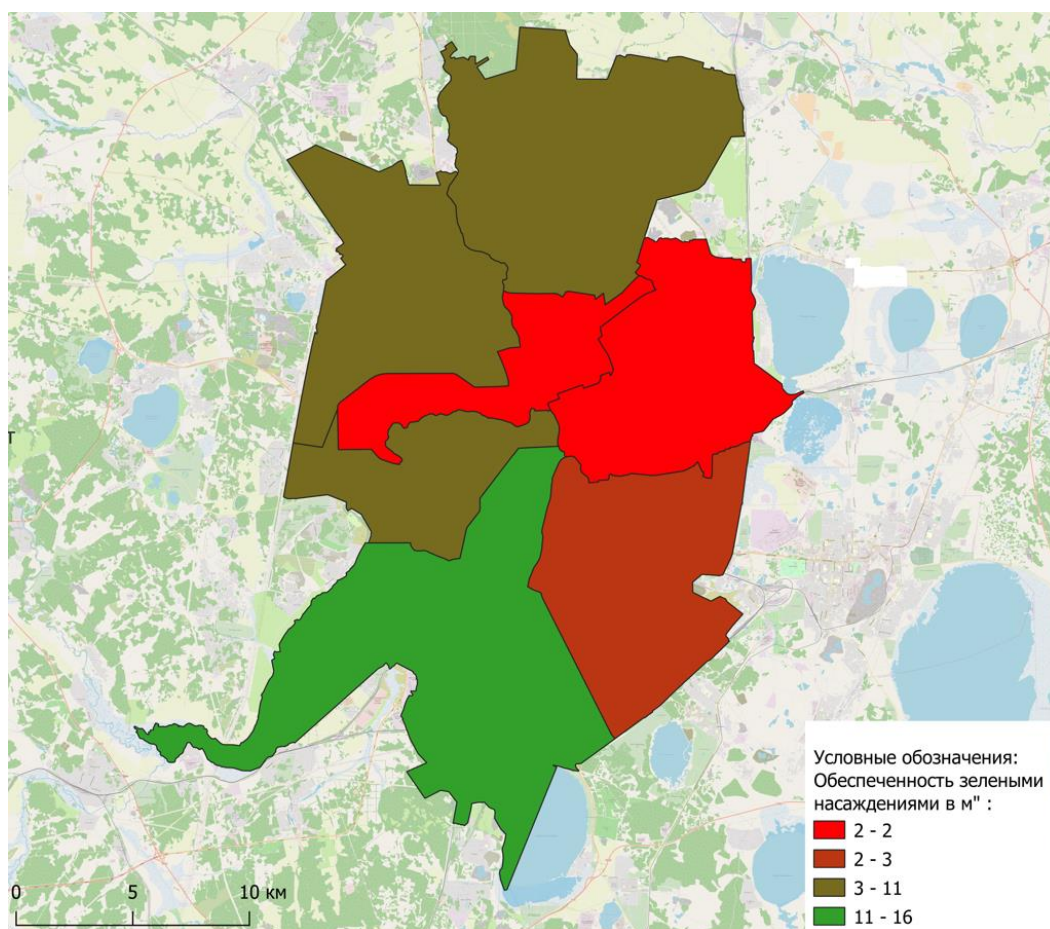 т
Условные обозначения:
Обеспеченность зелеными
насаждениями в м" :
2 - 2
2 - 3
3 - 11
11 - 16
0 5 10 км